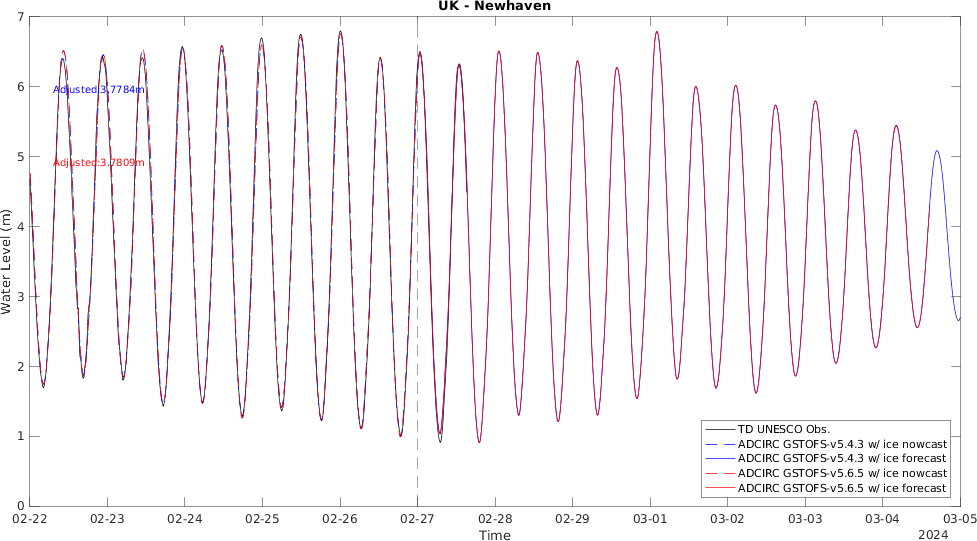 UK - Newhaven
7
6
5
4
3
2
1
0
Water Level (m)
Adjusted:3.7784m
Adjusted:3.7809m
TD UNESCO Obs.
ADCIRC GSTOFS-v5.4.3 w/ ice nowcast
ADCIRC GSTOFS-v5.4.3 w/ ice forecast
ADCIRC GSTOFS-v5.6.5 w/ ice nowcast
ADCIRC GSTOFS-v5.6.5 w/ ice forecast
02-22 02-23 02-24 02-25 02-26 02-27 02-28 02-29 03-01 03-02 03-03 03-04 03-05
Time
2024